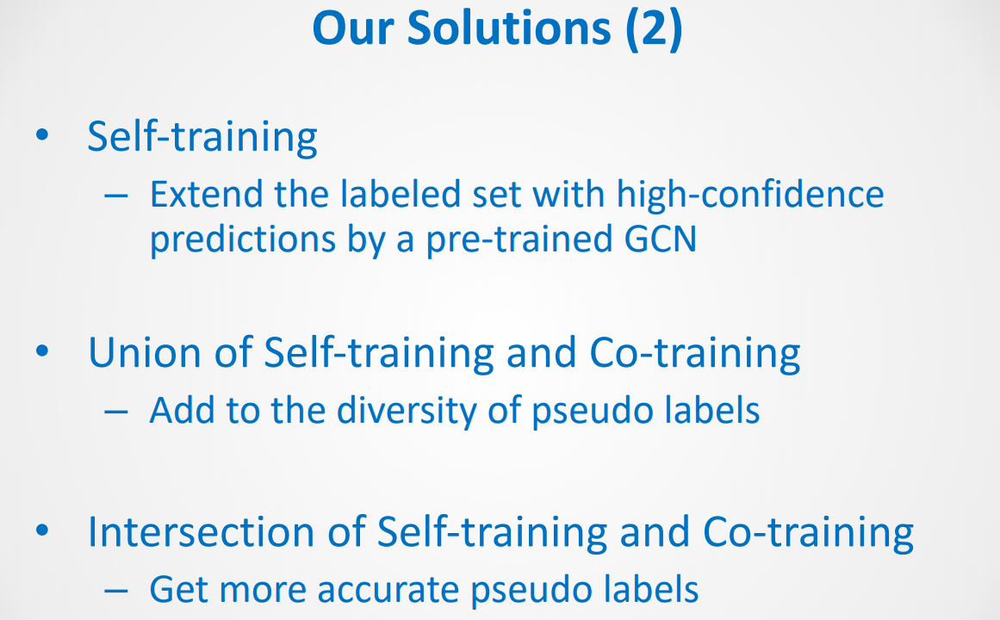 Our Solutions (2)
• Self-training
– Extend the labeled set with high-confidence
predictions by a pre-trained GCN
• Union of Self-training and Co-training
– Add to the diversity of pseudo labels
• Intersection of Self-training and Co-training
– Get more accurate pseudo labels